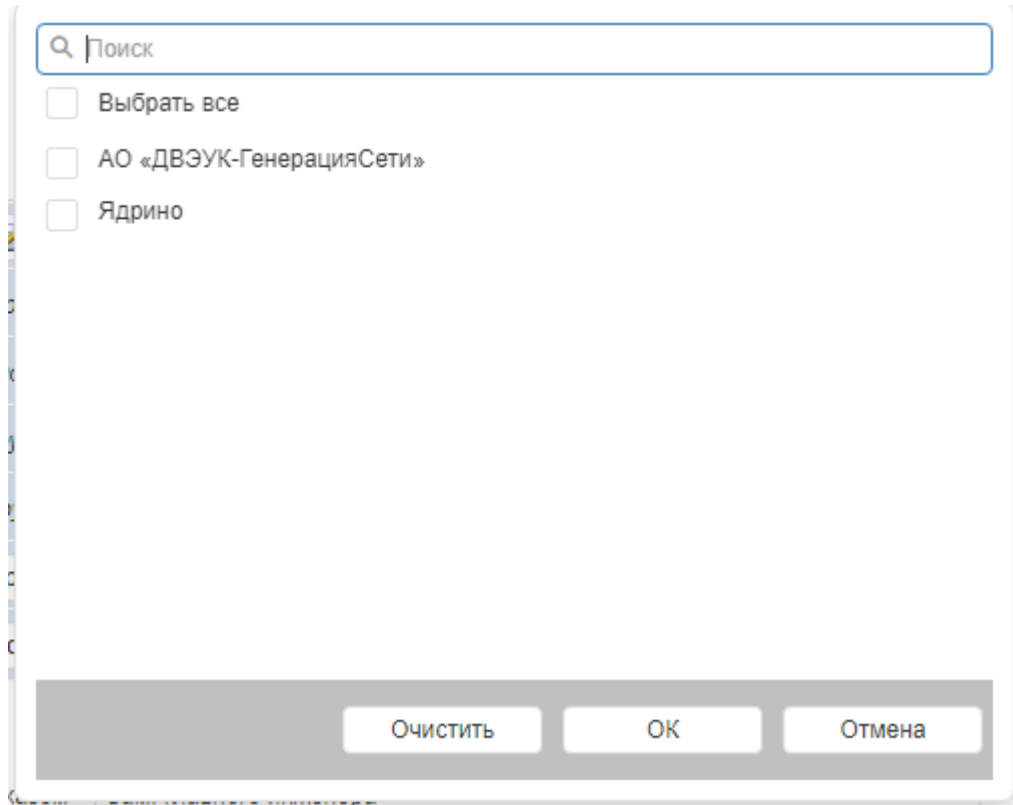 Поиск
Выбрать все
АО «ДВЭУК-ГенерацияСети»
Ядрино
Очистить
ОК
Отмена